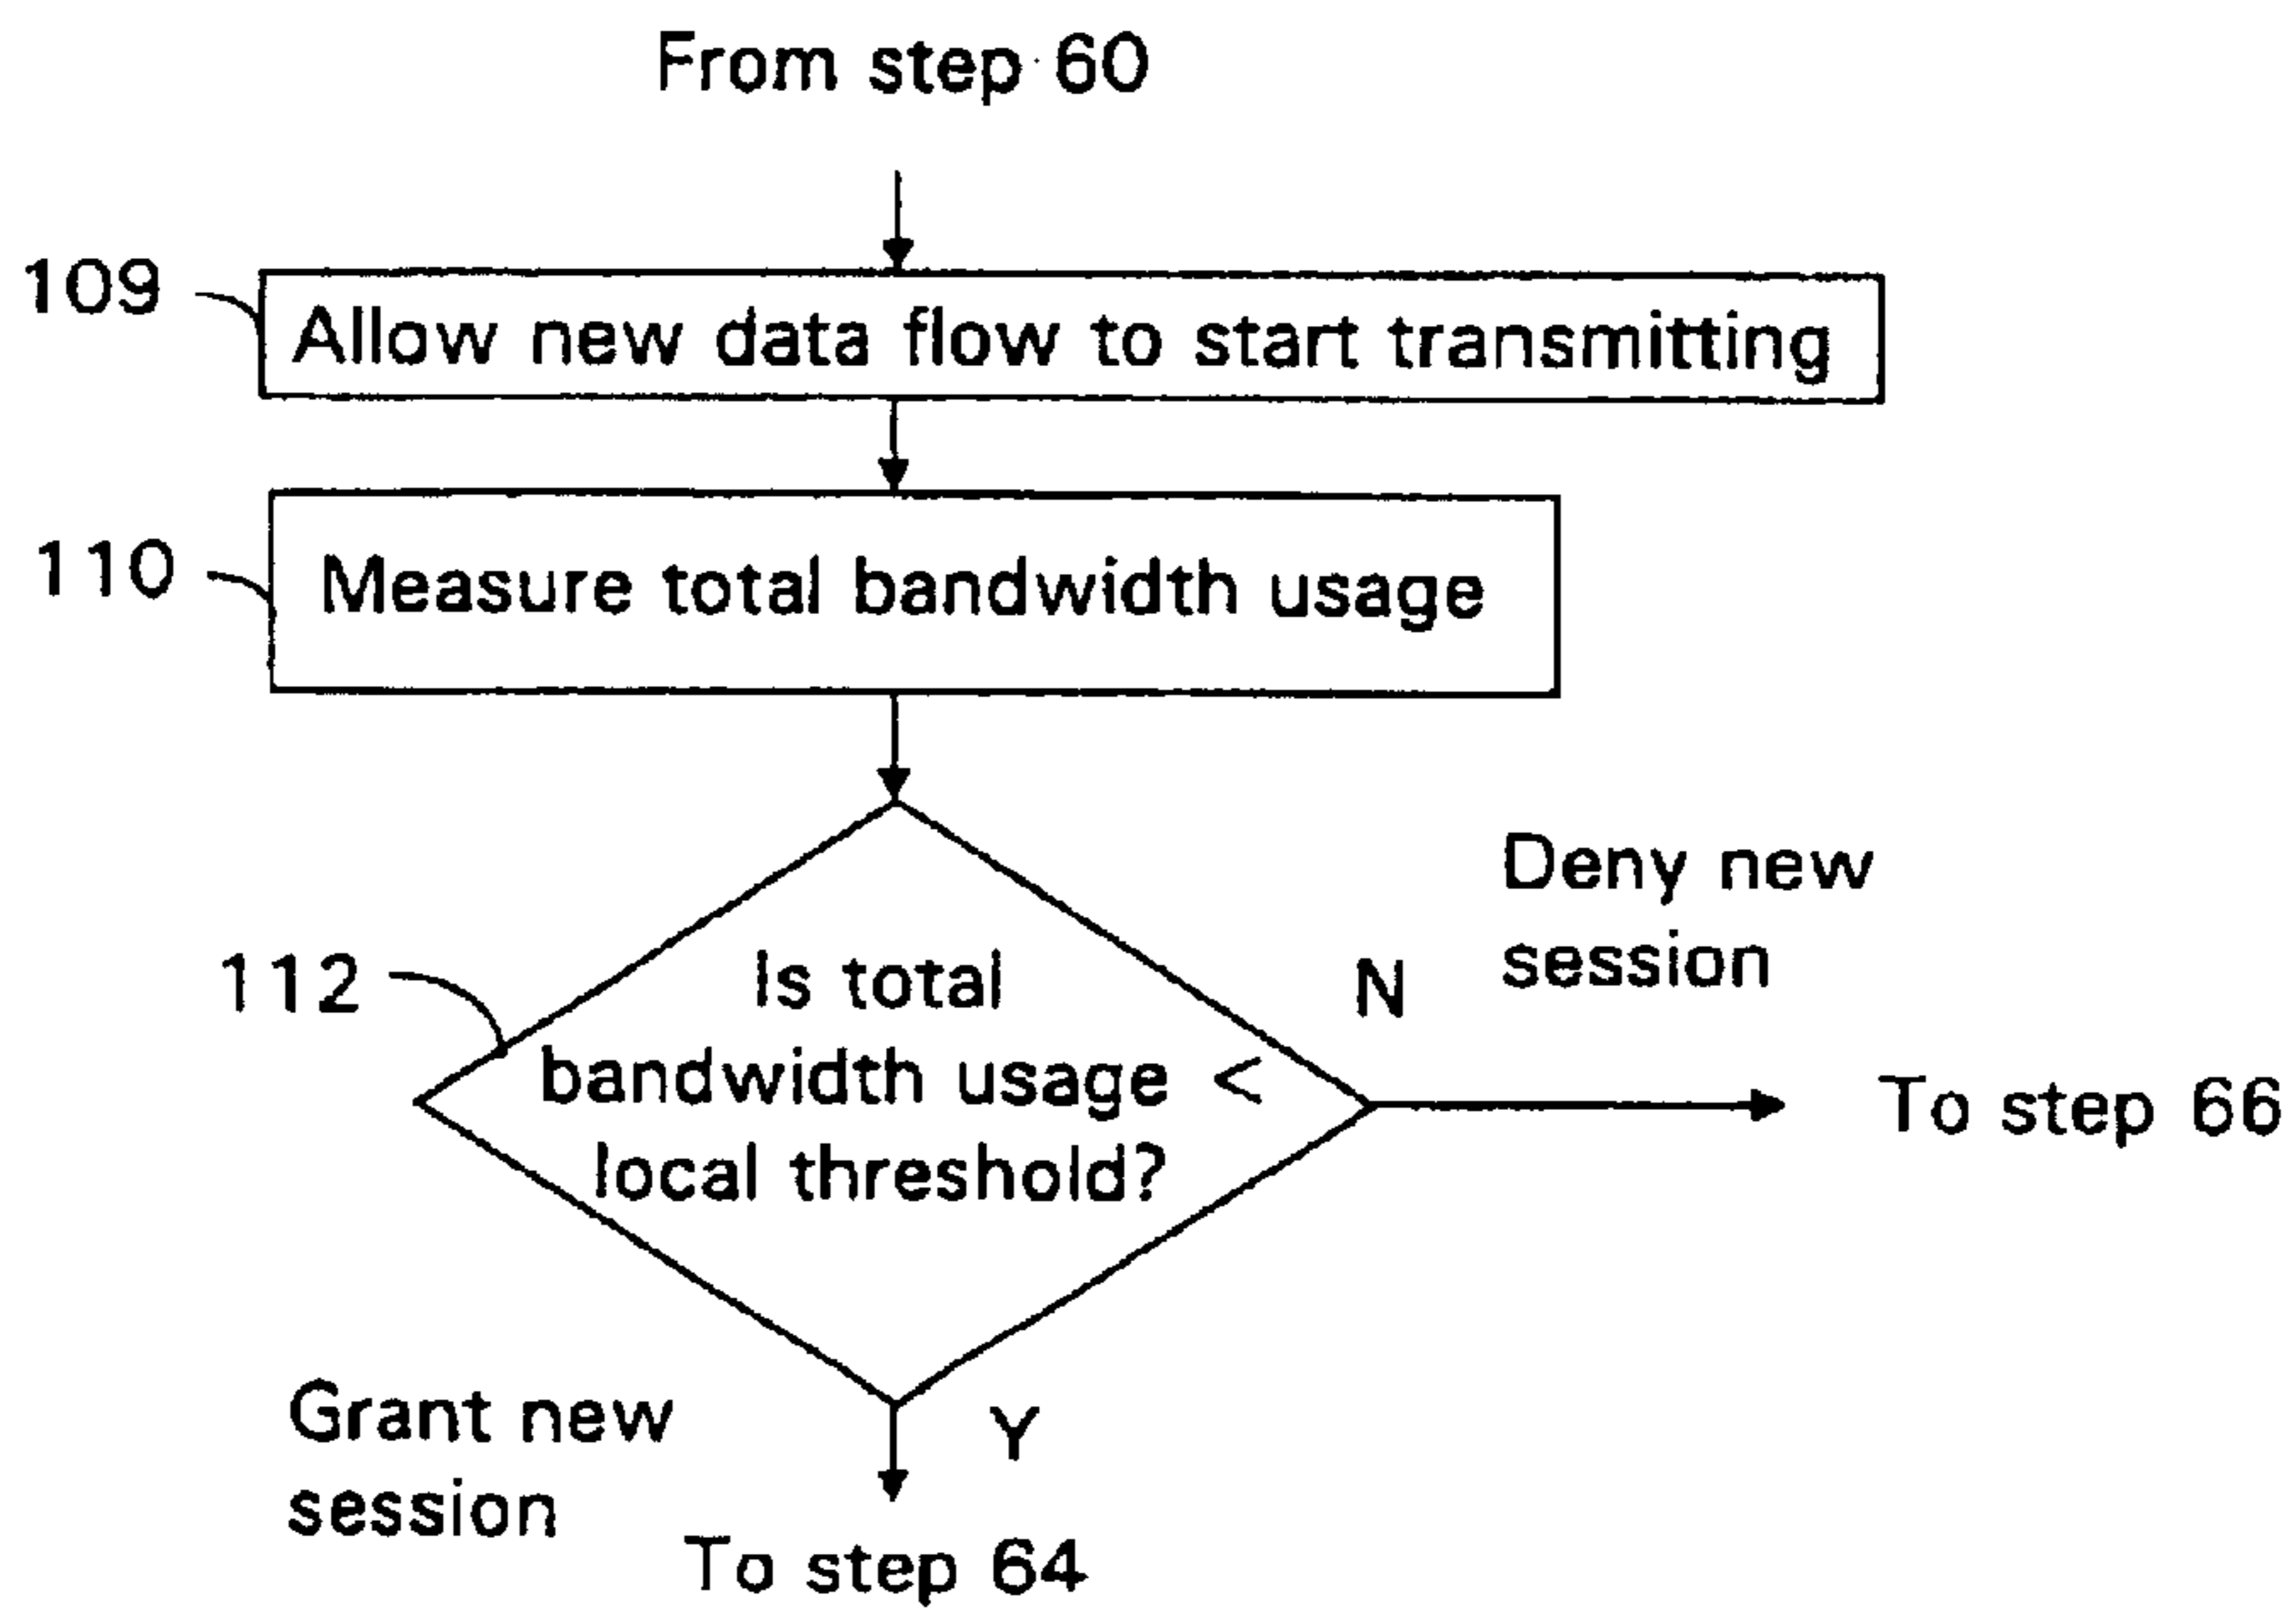 From step 60
109
Allow new data flow to start transmitting
110
Measure total bandwidth usage
112
Is total
bandwidth usage <
local threshold?
N
Deny new
session
To step 66
Grant new
session
Y
To step 64